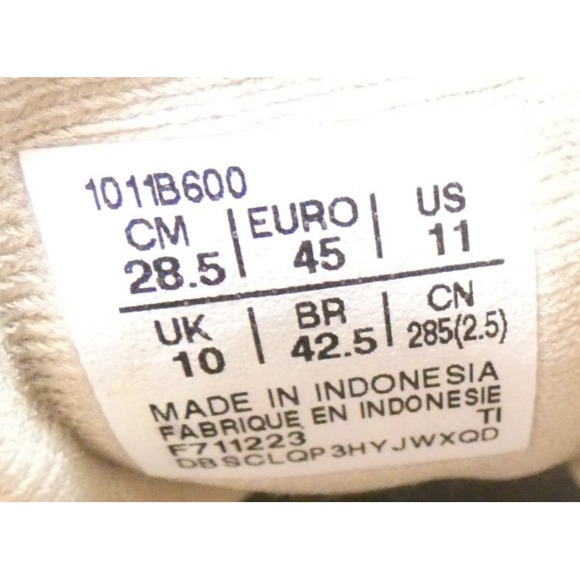 1011B600
CM | EURO | US
28.5 | 45 | 11
UK | BR | CN
10 | 42.5 | 285(2.5)
MADE IN INDONESIA
FABRIQUE EN INDONESIE
F711223 TI
DBSCLQP3HYJWXQD